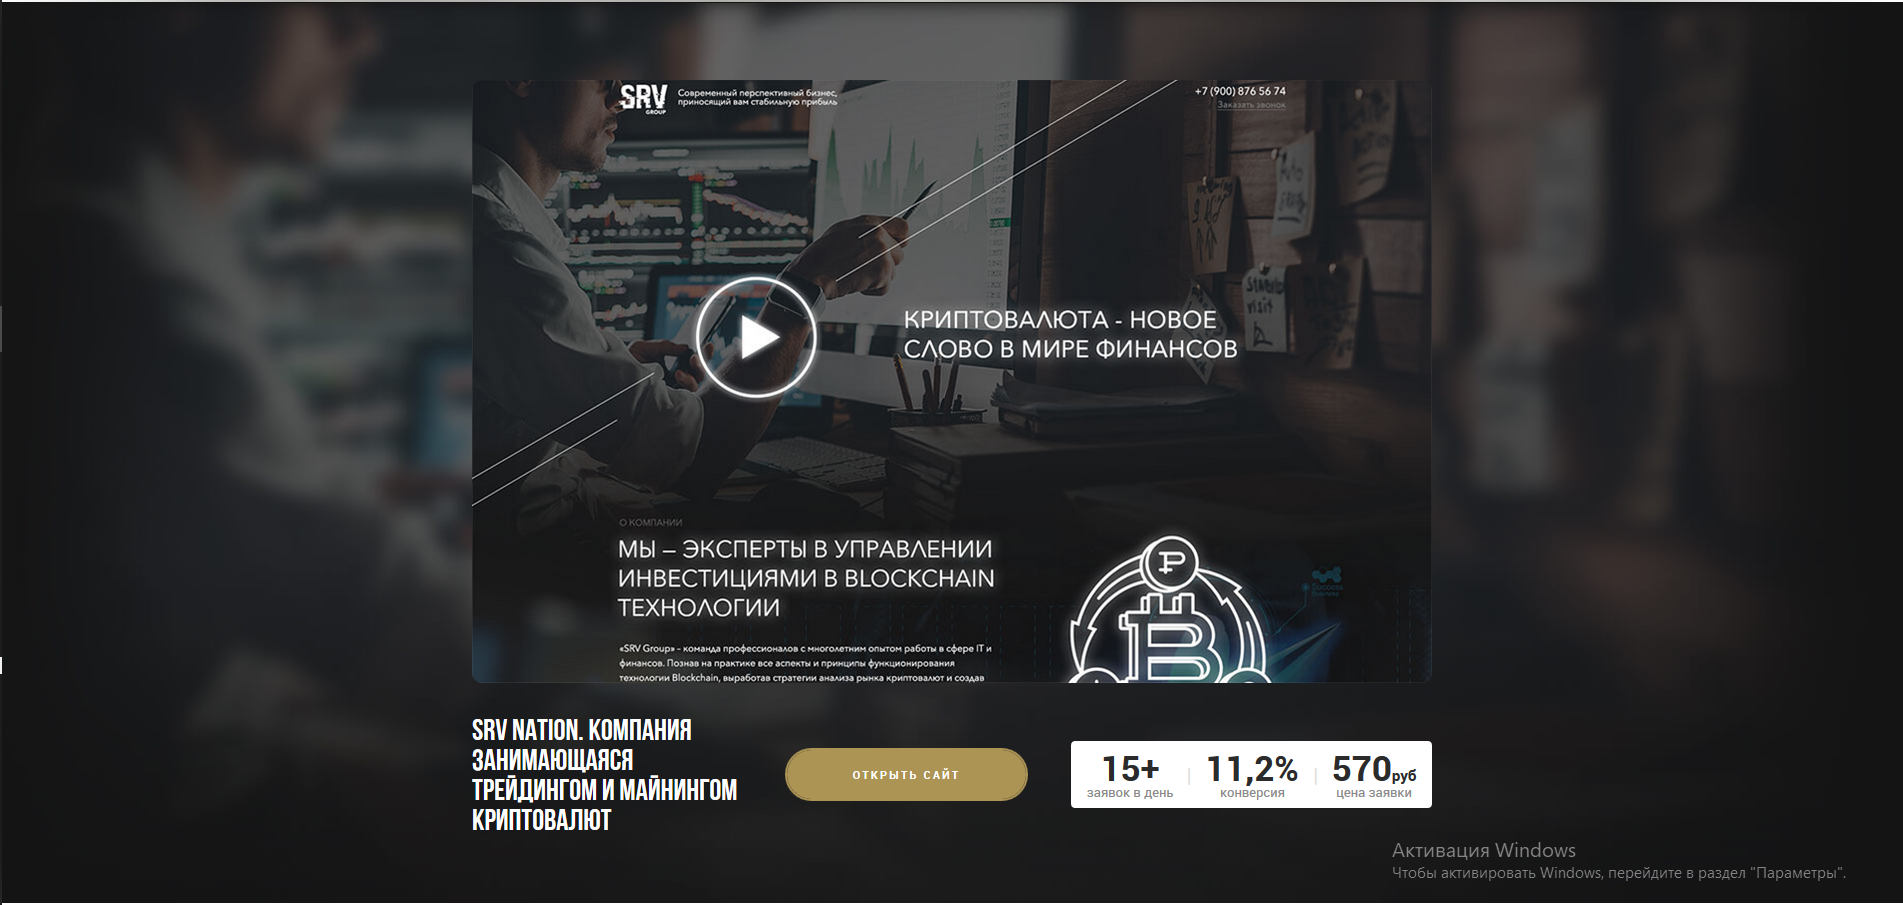 SRV
GROUP
Современный перспективный бизнес,
приносящий вам стабильную прибыль
+7 (900) 876 56 74
Заказать звонок
КРИПТОВАЛЮТА - НОВОЕ
СЛОВО В МИРЕ ФИНАНСОВ
О КОМПАНИИ
МЫ – ЭКСПЕРТЫ В УПРАВЛЕНИИ
ИНВЕСТИЦИЯМИ В BLOCKCHAIN
ТЕХНОЛОГИИ
«SRV Group» - команда профессионалов с многолетним опытом работы в сфере IT и
финансов. Познав на практике все аспекты и принципы функционирования
технологии Blockchain, выработав стратегии анализа рынка криптовалют и создав
SRV NATION. КОМПАНИЯ
ЗАНИМАЮЩАЯСЯ
ТРЕЙДИНГОМ И МАЙНИНГОМ
КРИПТОВАЛЮТ
ОТКРЫТЬ САЙТ
15+ 11,2% 570руб
заявок в день конверсия цена заявки
Активация Windows
Чтобы активировать Windows, перейдите в раздел "Параметры".